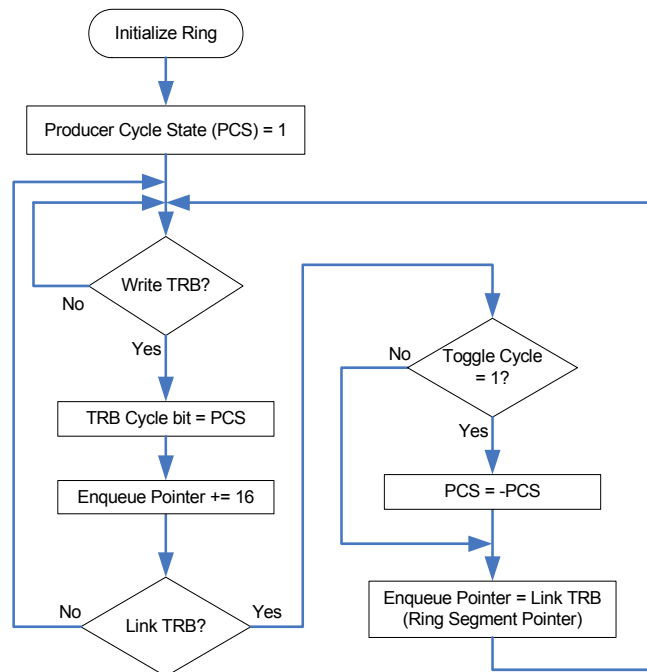 Initialize Ring
Producer Cycle State (PCS) = 1
Write TRB?
No
Yes
TRB Cycle bit = PCS
Enqueue Pointer += 16
Link TRB?
No
Yes
Toggle Cycle
= 1?
No
Yes
PCS = -PCS
Enqueue Pointer = Link TRB
(Ring Segment Pointer)